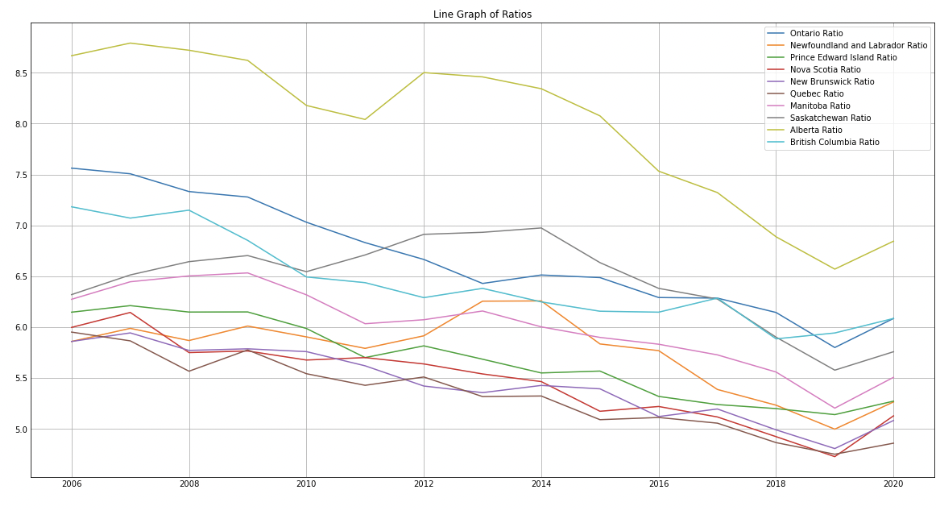 Line Graph of Ratios
Ontario Ratio
Newfoundland and Labrador Ratio
Prince Edward Island Ratio
Nova Scotia Ratio
New Brunswick Ratio
Quebec Ratio
Manitoba Ratio
Saskatchewan Ratio
Alberta Ratio
British Columbia Ratio
8.5
8.0
7.5
7.0
6.5
6.0
5.5
5.0
2006 2008 2010 2012 2014 2016 2018 2020